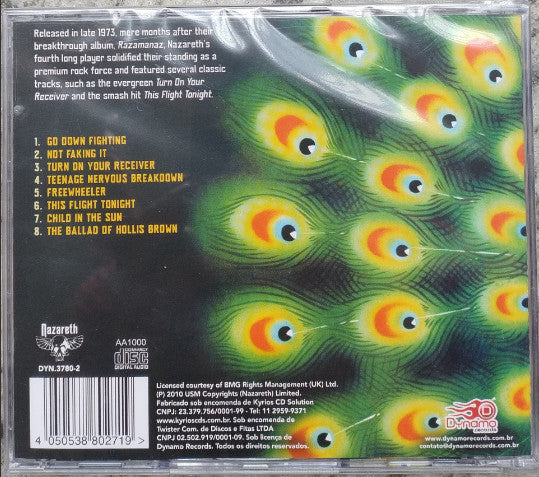 Released in late 1973, mere months after their
breakthrough album, Razamanaz, Nazareth's
fourth long player solidified their standing as a
premium rock force and featured several classic
tracks, such as the evergreen Turn On Your
Receiver and the smash hit This Flight Tonight.
1. GO DOWN FIGHTING
2. NOT FAKING IT
3. TURN ON YOUR RECEIVER
4. TEENAGE NERVOUS BREAKDOWN
5. FREEWHEELER
6. THIS FLIGHT TONIGHT
7. CHILD IN THE SUN
8. THE BALLAD OF HOLLIS BROWN
Nazareth
DYN.3780-2
AA1000
COMPACT
disc
DIGITAL AUDIO
4 050538 802719 >
Licensed courtesy of BMG Rights Management (UK) Ltd.
(P) 2010 USM Copyrights (Nazareth) Limited.
Fabricado sob encomenda de Kyrios CD Solution
CNPJ: 23.379.756/0001-99 - Tel: 11 2959-9371
www.kyrioscds.com.br. Sob encomenda de
Twister Com. de Discos e Fitas LTDA
CNPJ 02.502.919/0001-09. Sob licença de
Dynamo Records. Todos os direitos reservados.
Dynamo
records
www.dynamorecords.com.br
contato@dynamorecords.com.br